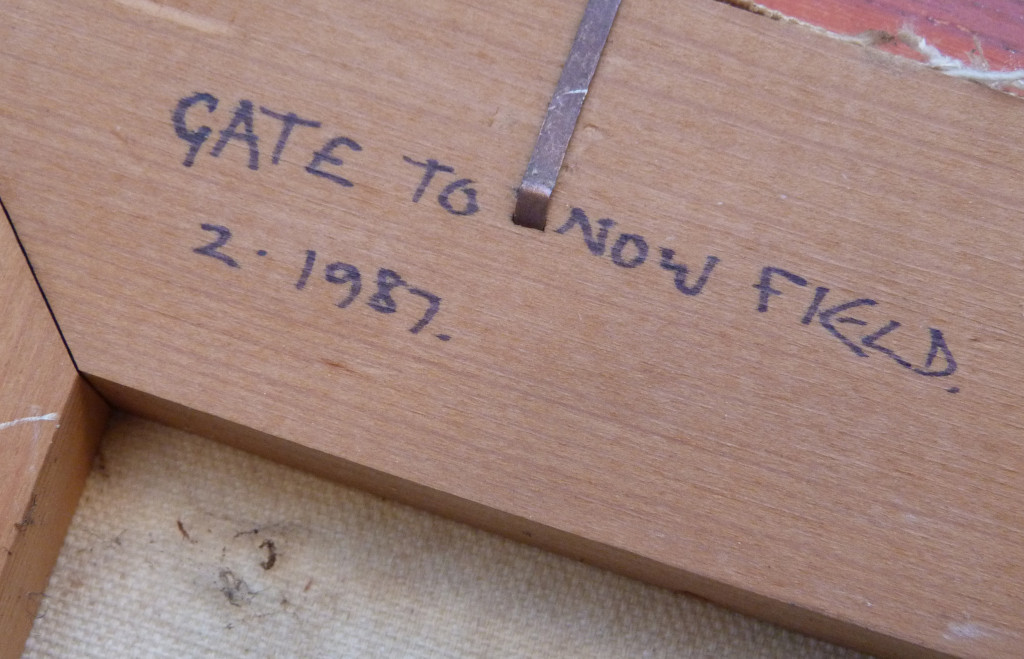 GATE TO NOW FIELD.
2. 1987.